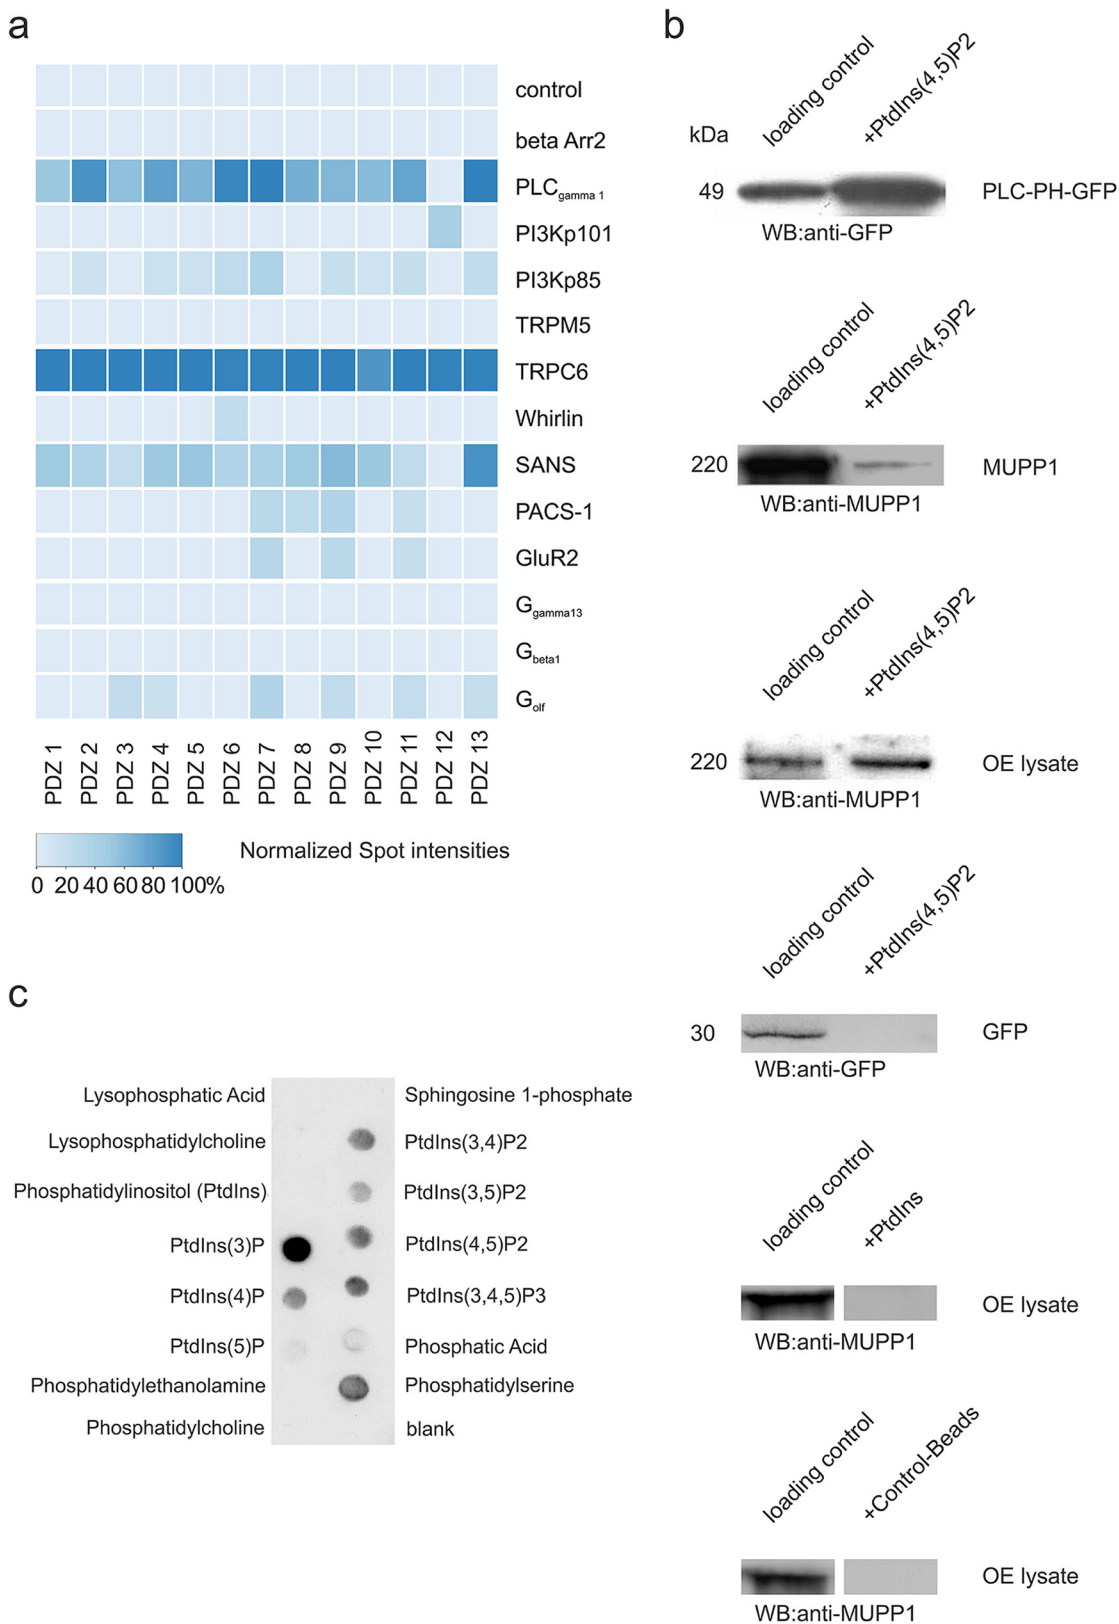 a
control
beta Arr2
PLCgamma 1
PI3Kp101
PI3Kp85
TRPM5
TRPC6
Whirlin
SANS
PACS-1
GluR2
Ggamma13
Gbeta1
Golf
PDZ 1
PDZ 2
PDZ 3
PDZ 4
PDZ 5
PDZ 6
PDZ 7
PDZ 8
PDZ 9
PDZ 10
PDZ 11
PDZ 12
PDZ 13
Normalized Spot intensities
0 20 40 60 80 100%
b
kDa
loading control
+PtdIns(4,5)P2
49
PLC-PH-GFP
WB:anti-GFP
loading control
+PtdIns(4,5)P2
220
MUPP1
WB:anti-MUPP1
loading control
+PtdIns(4,5)P2
220
OE lysate
WB:anti-MUPP1
loading control
+PtdIns(4,5)P2
30
GFP
WB:anti-GFP
loading control
+PtdIns
OE lysate
WB:anti-MUPP1
loading control
+Control-Beads
OE lysate
WB:anti-MUPP1
c
Lysophosphatic Acid
Sphingosine 1-phosphate
Lysophosphatidylcholine
PtdIns(3,4)P2
Phosphatidylinositol (PtdIns)
PtdIns(3,5)P2
PtdIns(3)P
PtdIns(4,5)P2
PtdIns(4)P
PtdIns(3,4,5)P3
PtdIns(5)P
Phosphatic Acid
Phosphatidylethanolamine
Phosphatidylserine
Phosphatidylcholine
blank